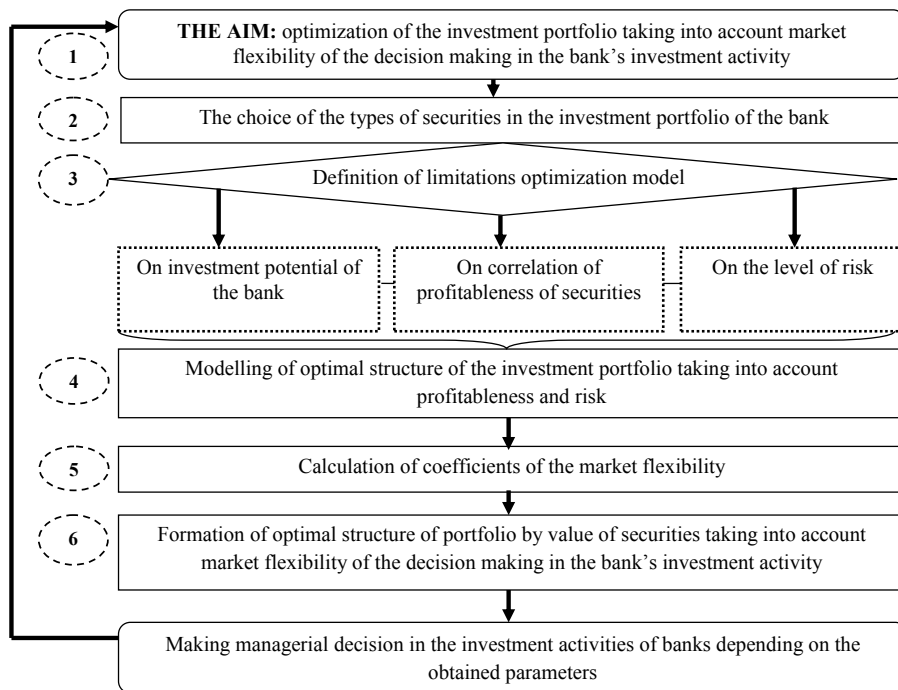 THE AIM: optimization of the investment portfolio taking into account market
flexibility of the decision making in the bank’s investment activity
1
2
The choice of the types of securities in the investment portfolio of the bank
3
Definition of limitations optimization model
On investment potential of
the bank
On correlation of
profitableness of securities
On the level of risk
4
Modelling of optimal structure of the investment portfolio taking into account
profitableness and risk
5
Calculation of coefficients of the market flexibility
6
Formation of optimal structure of portfolio by value of securities taking into account
market flexibility of the decision making in the bank’s investment activity
Making managerial decision in the investment activities of banks depending on the
obtained parameters